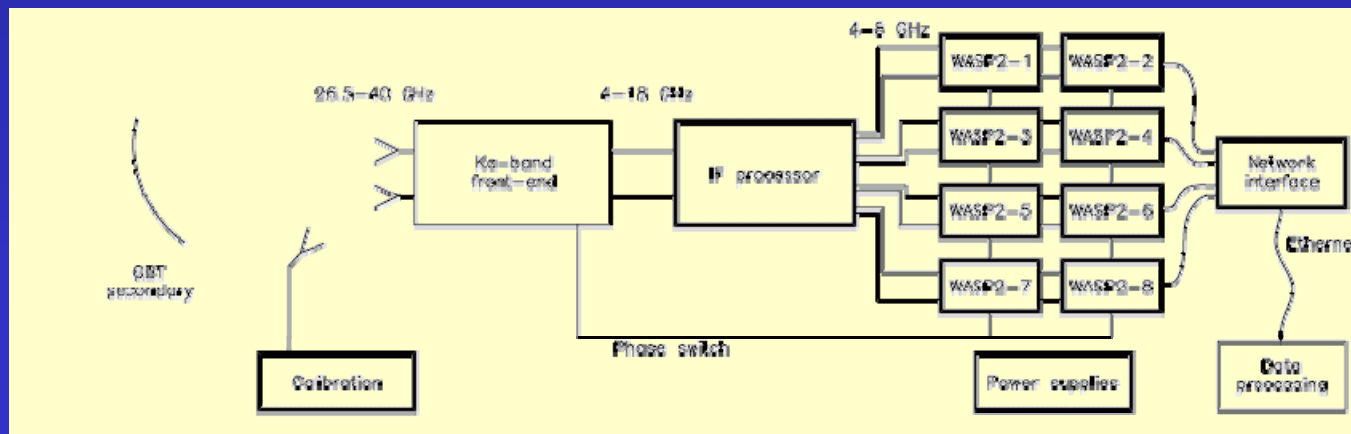 26.5-40 GHz
4-18 GHz
4-8 GHz
Ka-band
front-end
IF processor
WASP2-1
WASP2-2
WASP2-3
WASP2-4
WASP2-5
WASP2-6
WASP2-7
WASP2-8
Network
interface
Etherne
GBT
secondary
Phase switch
Calibration
Power supplies
Data
processing